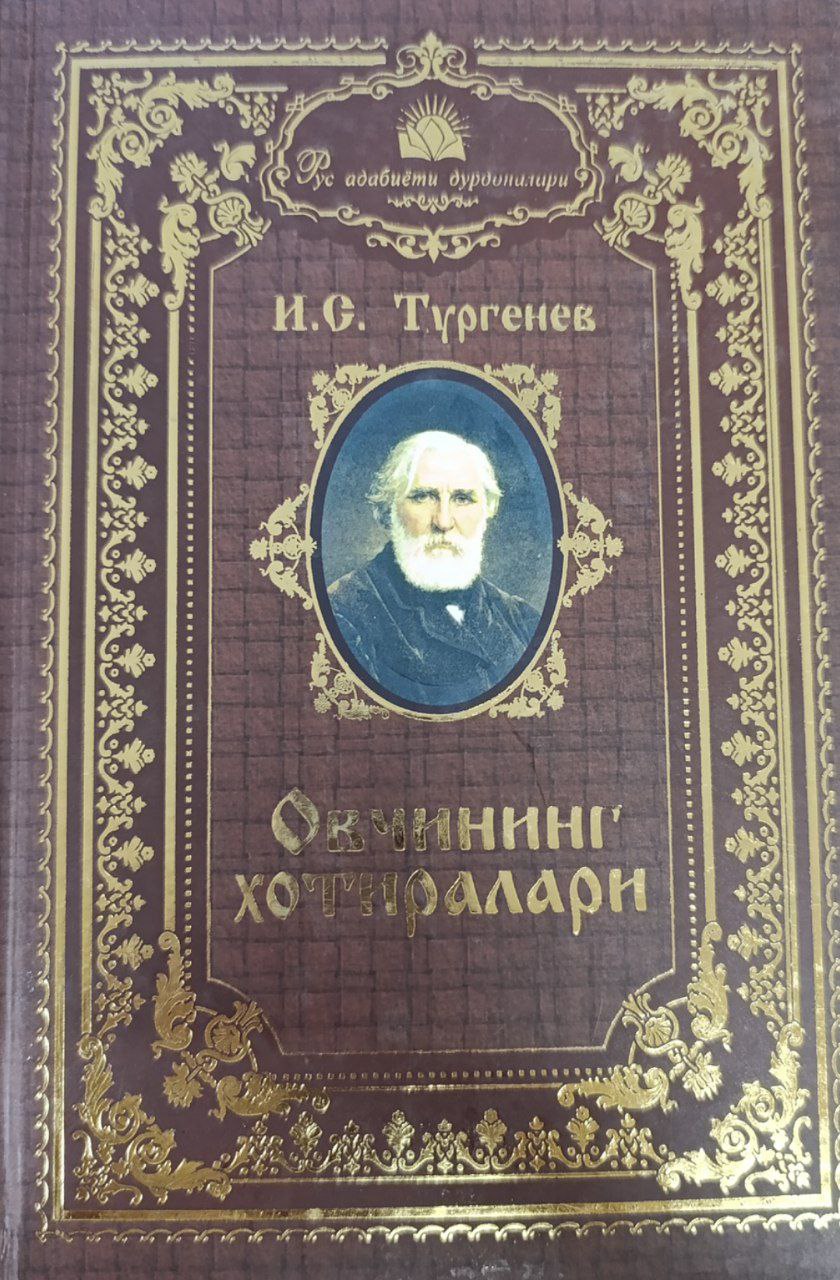 Рус адабиёти дурдоналари
И.С. Тургенев
Овчининг
хотиралари